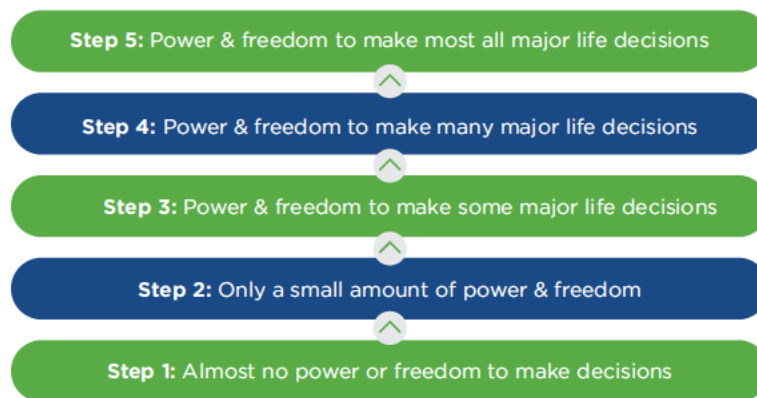 Step 5: Power & freedom to make most all major life decisions
Step 4: Power & freedom to make many major life decisions
Step 3: Power & freedom to make some major life decisions
Step 2: Only a small amount of power & freedom
Step 1: Almost no power or freedom to make decisions